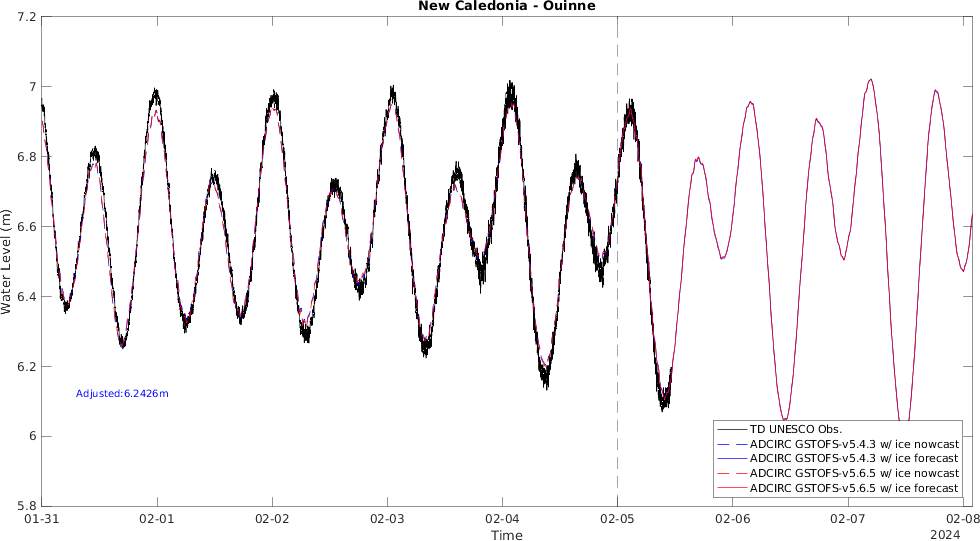 New Caledonia - Ouinne
7.2
7
6.8
6.6
6.4
6.2
6
5.8
Water Level (m)
Adjusted:6.2426m
TD UNESCO Obs.
ADCIRC GSTOFS-v5.4.3 w/ ice nowcast
ADCIRC GSTOFS-v5.4.3 w/ ice forecast
ADCIRC GSTOFS-v5.6.5 w/ ice nowcast
ADCIRC GSTOFS-v5.6.5 w/ ice forecast
01-31 02-01 02-02 02-03 02-04 02-05 02-06 02-07 02-08
Time
2024